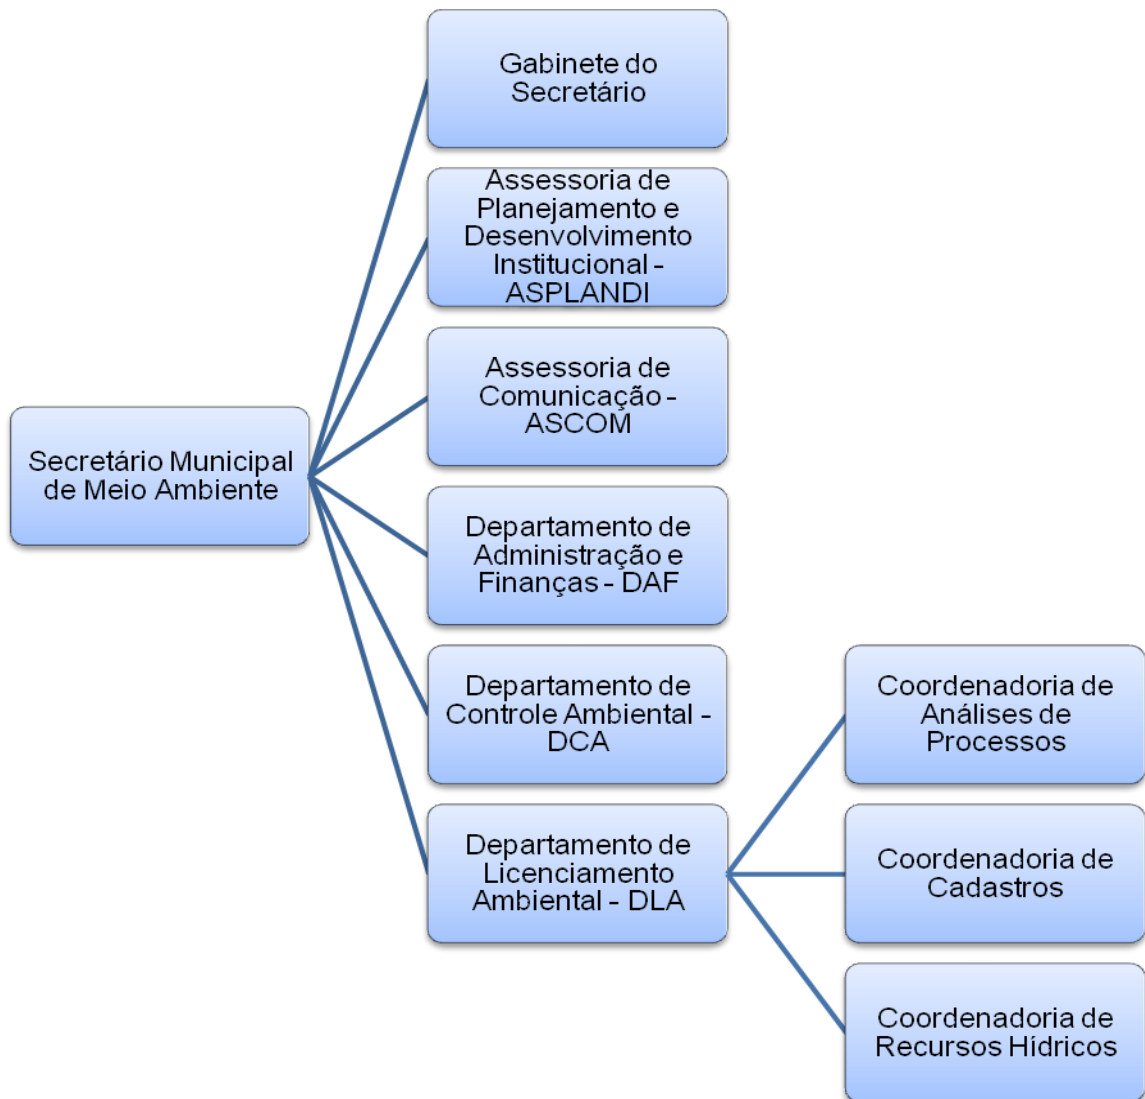 Gabinete do
Secretário
Assessoria de
Planejamento e
Desenvolvimento
Institucional -
ASPLANDI
Assessoria de
Comunicação -
ASCOM
Secretário Municipal
de Meio Ambiente
Departamento de
Administração e
Finanças - DAF
Departamento de
Controle Ambiental -
DCA
Departamento de
Licenciamento
Ambiental - DLA
Coordenadoria de
Análises de
Processos
Coordenadoria de
Cadastros
Coordenadoria de
Recursos Hídricos